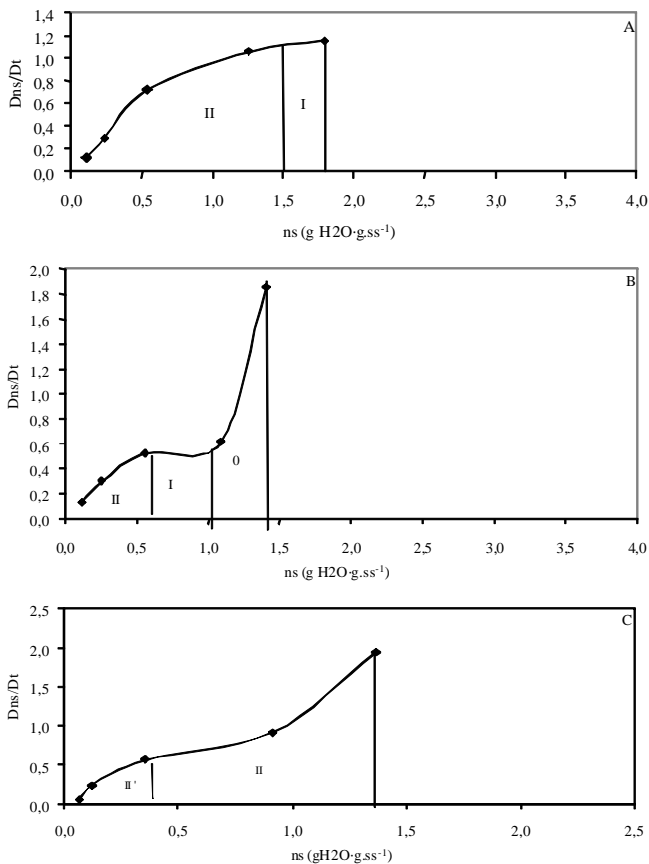 A
1,4
1,2
1,0
0,8
0,6
0,4
0,2
0,0
Dns/Dt
II
I
0,0 0,5 1,0 1,5 2,0 2,5 3,0 3,5 4,0
ns (g H2O·g.ss-1)
B
2,0
1,8
1,6
1,4
1,2
1,0
0,8
0,6
0,4
0,2
0,0
Dns/Dt
II
I
0
0,0 0,5 1,0 1,5 2,0 2,5 3,0 3,5 4,0
ns (g H2O·g.ss-1)
C
2,5
2,0
1,5
1,0
0,5
0,0
Dns/Dt
II'
II
0,0 0,5 1,0 1,5 2,0 2,5
ns (gH2O·g.ss-1)